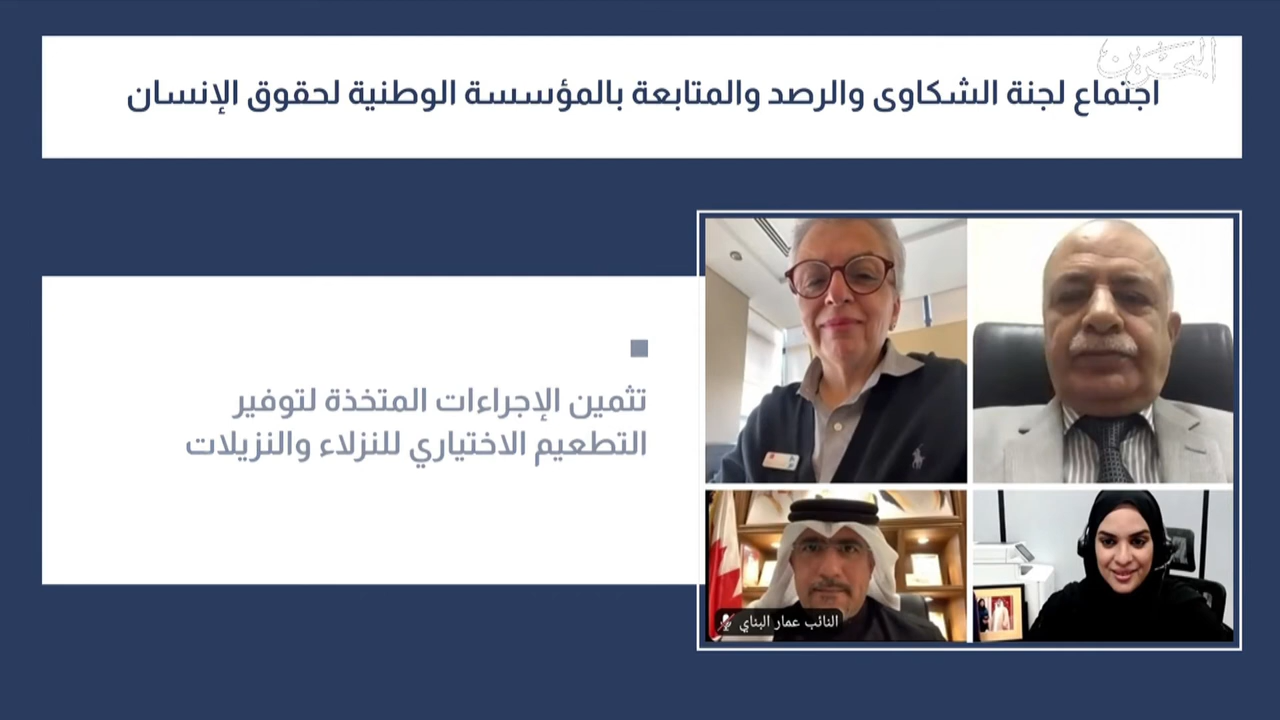 البحرين
اجتماع لجنة الشكاوى والرصد والمتابعة بالمؤسسة الوطنية لحقوق الإنسان
تثمين الإجراءات المتخذة لتوفير
التطعيم الاختياري للنزلاء والنزيلات
النائب عمار البناي